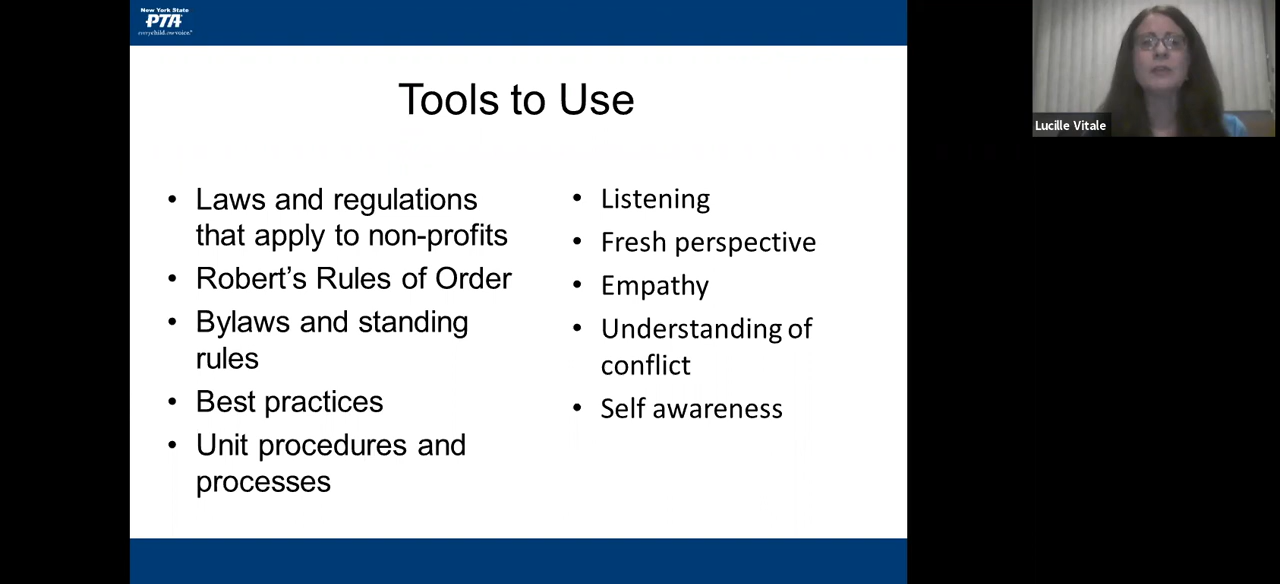 New York State
PTA
everychild.onevoice.
Tools to Use
• Laws and regulations
that apply to non-profits
• Robert’s Rules of Order
• Bylaws and standing
rules
• Best practices
• Unit procedures and
processes
• Listening
• Fresh perspective
• Empathy
• Understanding of
conflict
• Self awareness
Lucille Vitale